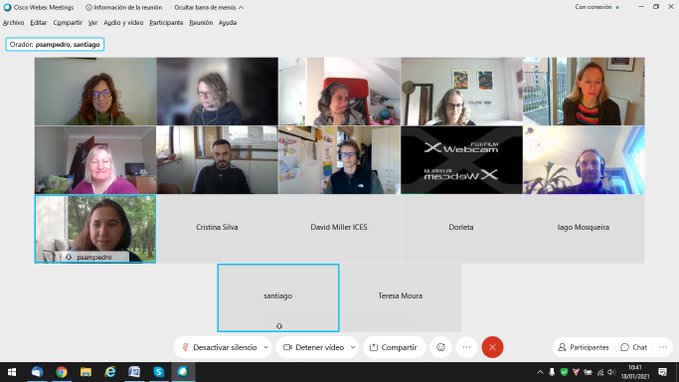 Cisco Webex Meetings
Información de la reunión
Ocultar barra de menús
Con conexión
Archivo Editar Compartir Ver Audio y vídeo Participante Reunión Ayuda
Orador: psampedro, santiago
FUJIFILM
X Webcam
FUJIFILM
X Webcam
psampedro
Cristina Silva
David Miller ICES
Dorleta
Iago Mosqueira
santiago
Teresa Moura
Desactivar silencio
Detener vídeo
Compartir
Participantes
Chat
10:41
18/01/2021